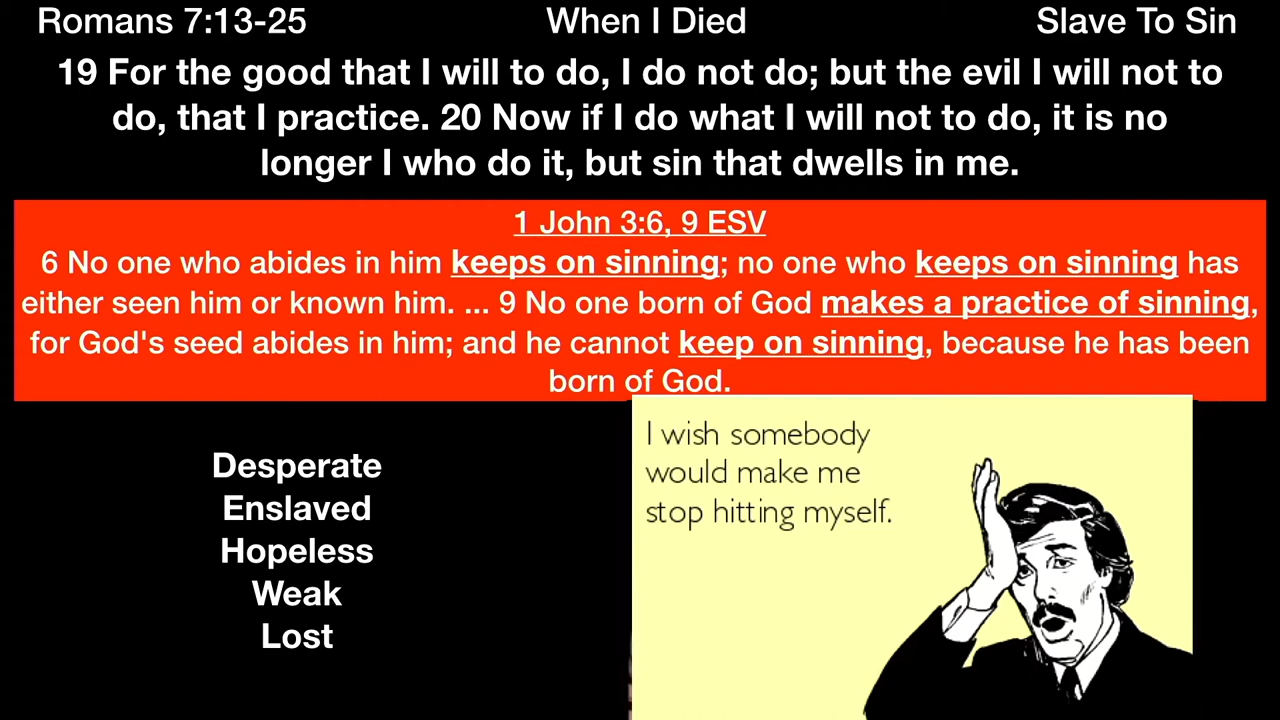 Romans 7:13-25 When I Died Slave To Sin
19 For the good that I will to do, I do not do; but the evil I will not to
do, that I practice. 20 Now if I do what I will not to do, it is no
longer I who do it, but sin that dwells in me.
1 John 3:6, 9 ESV
6 No one who abides in him keeps on sinning; no one who keeps on sinning has
either seen him or known him. ... 9 No one born of God makes a practice of sinning,
for God's seed abides in him; and he cannot keep on sinning, because he has been
born of God.
Desperate
Enslaved
Hopeless
Weak
Lost
I wish somebody
would make me
stop hitting myself.